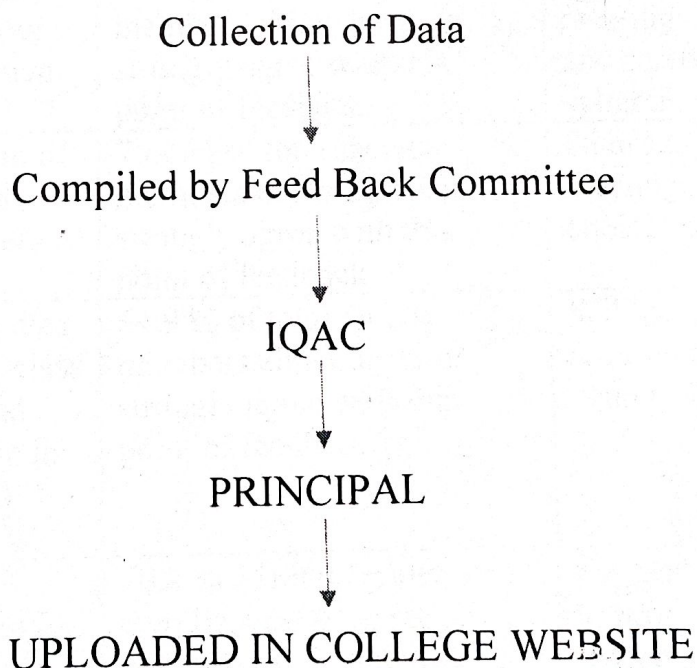 Collection of Data
Compiled by Feed Back Committee
IQAC
PRINCIPAL
UPLOADED IN COLLEGE WEBSITE